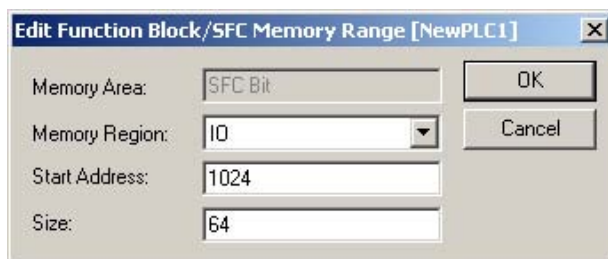 Edit Function Block/SFC Memory Range [NewPLC1]
Memory Area: SFC Bit OK
Memory Region: IO Cancel
Start Address: 1024
Size: 64